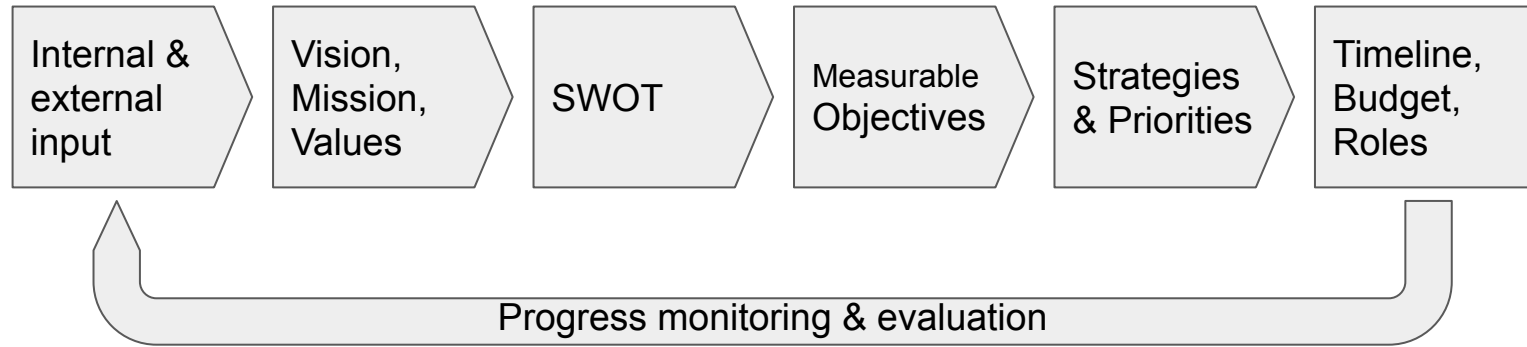 Internal &
external
input
Vision,
Mission,
Values
SWOT
Measurable
Objectives
Strategies
& Priorities
Timeline,
Budget,
Roles
Progress monitoring & evaluation